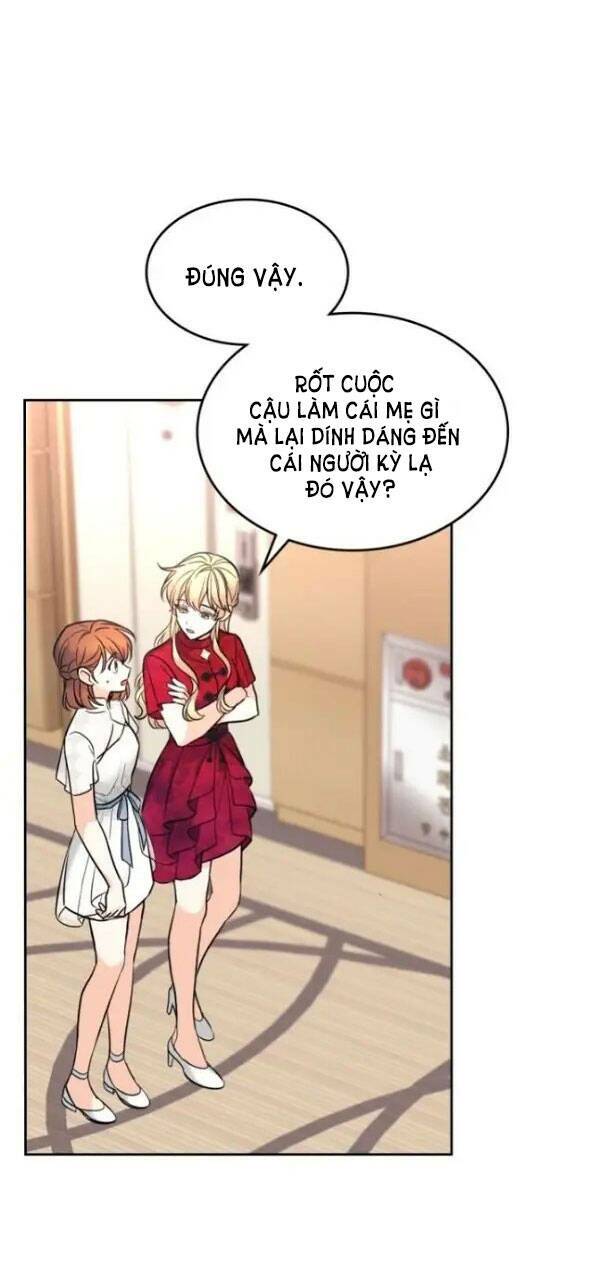 ĐÚNG VẬY.
RỐT CUỘC
CẬU LÀM CÁI MẸ GÌ
MÀ LẠI DÍNH DÁNG ĐẾN
CÁI NGƯỜI KỲ LẠ
ĐÓ VẬY?